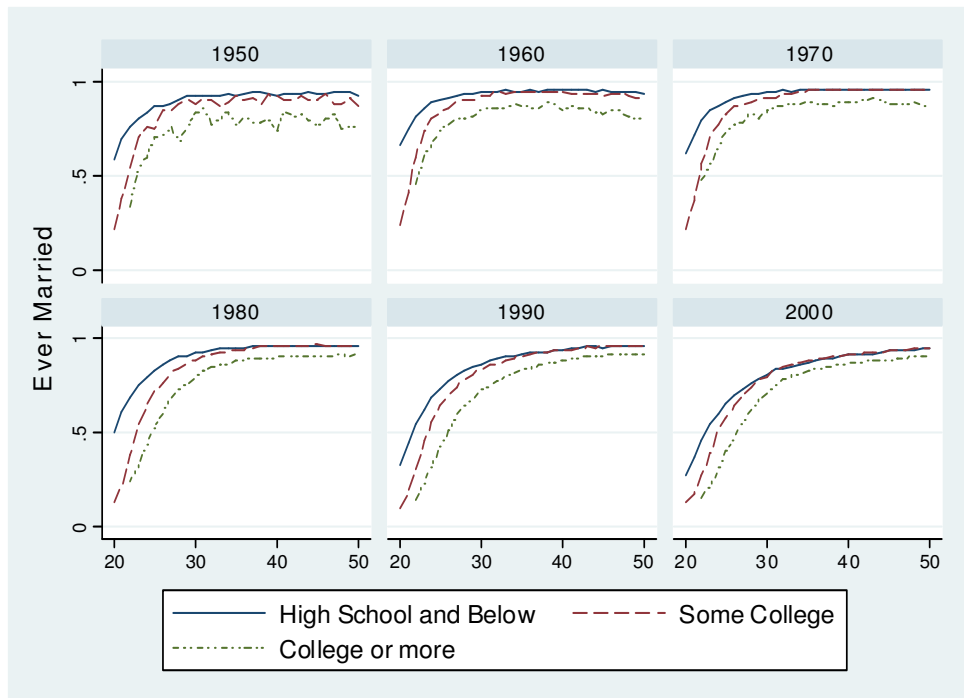 1950 1960 1970
1
.5
0
1980 1990 2000
1
.5
0
Ever Married
20 30 40 50 20 30 40 50 20 30 40 50
High School and Below Some College
College or more